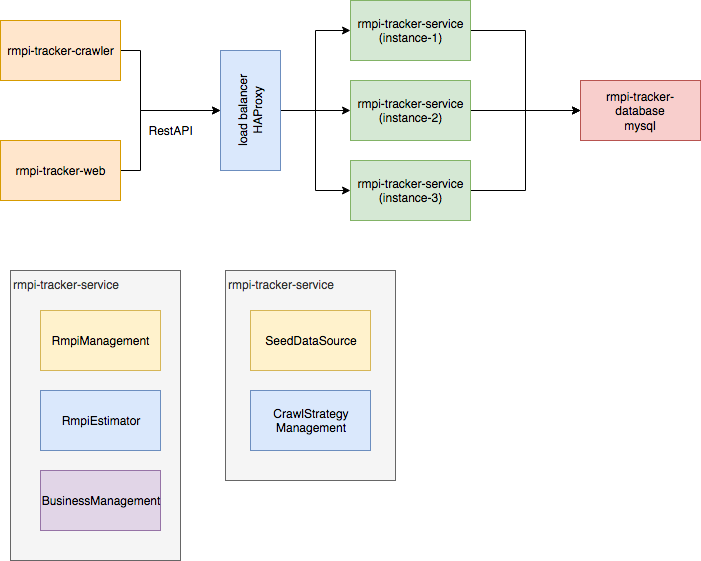 rmpi-tracker-crawler
rmpi-tracker-web
RestAPI
load balancer
HAProxy
rmpi-tracker-service
(instance-1)
rmpi-tracker-service
(instance-2)
rmpi-tracker-service
(instance-3)
rmpi-tracker-
database
mysql
rmpi-tracker-service
RmpiManagement
RmpiEstimator
BusinessManagement
rmpi-tracker-service
SeedDataSource
CrawlStrategy
Management